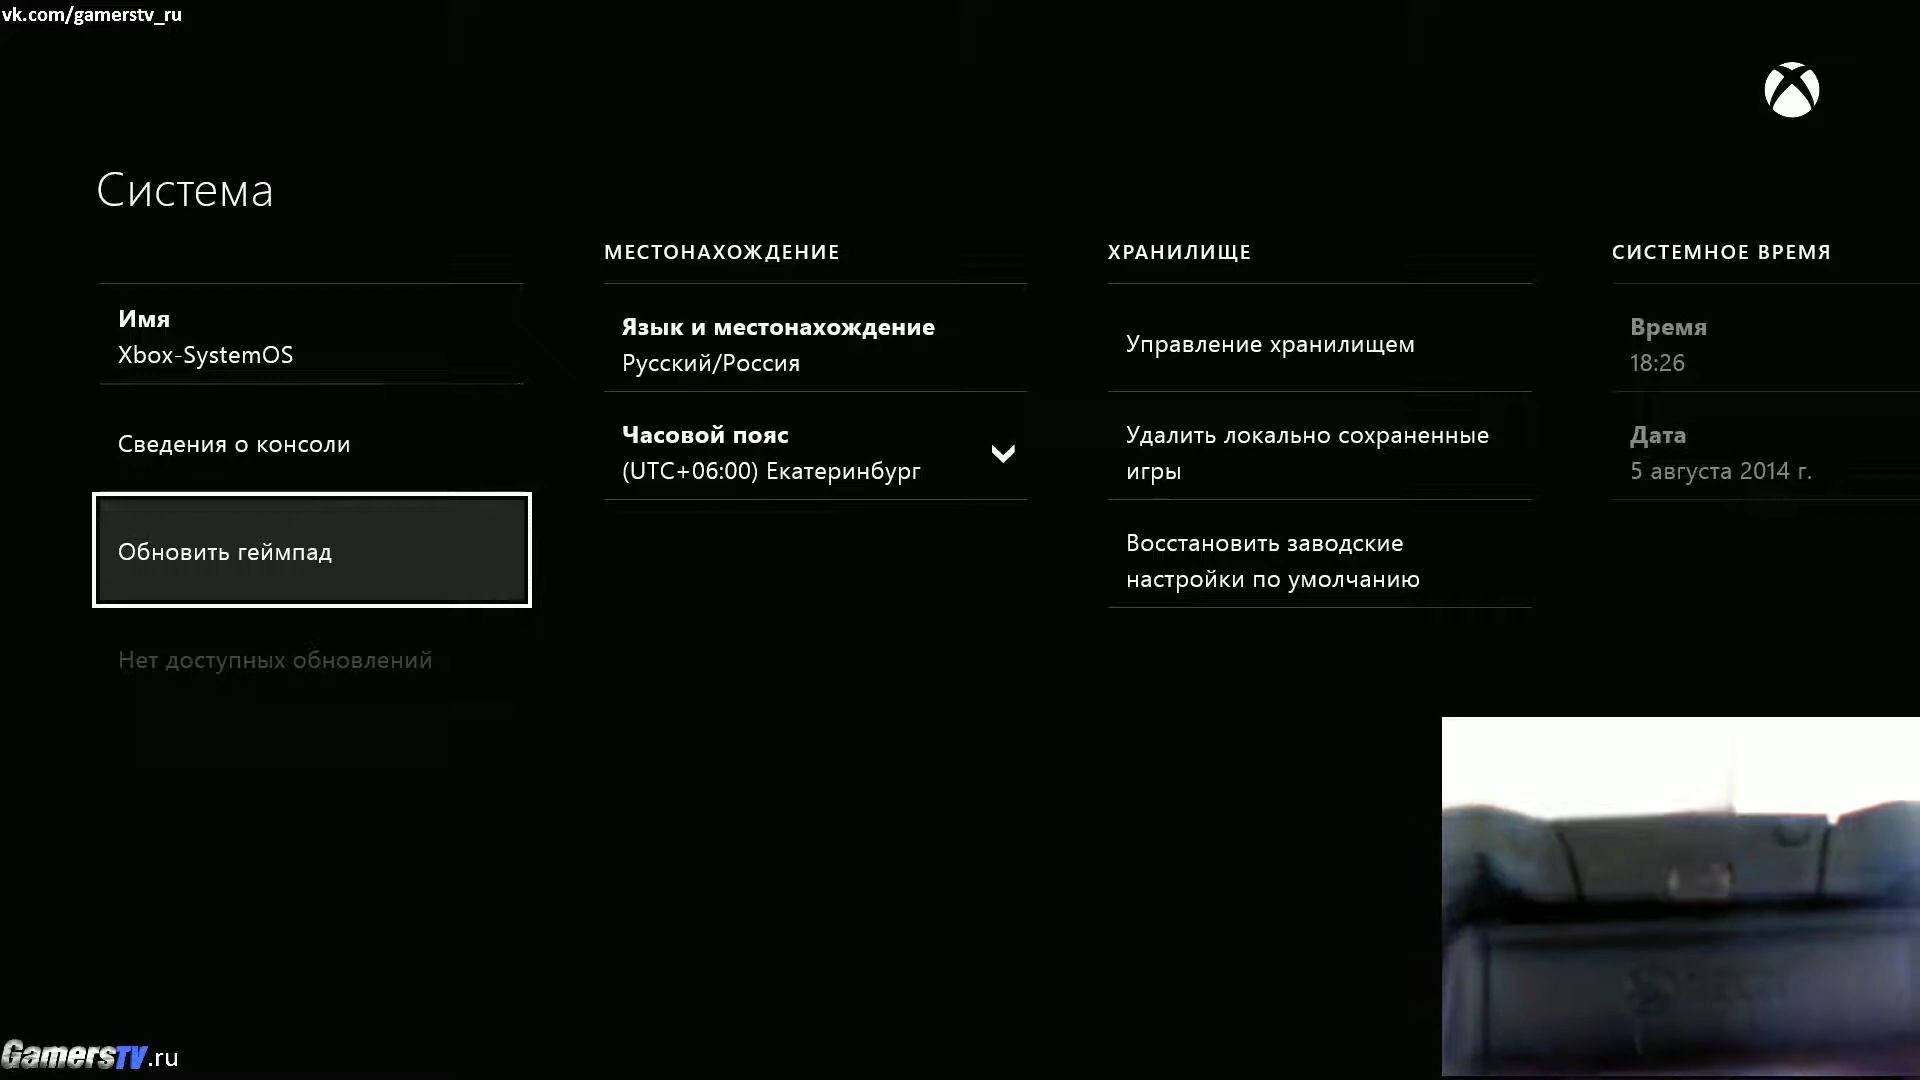 vk.com/gamerstv_ru
Система
Имя
Xbox-SystemOS
Сведения о консоли
Обновить геймпад
Нет доступных обновлений
МЕСТОНАХОЖДЕНИЕ
Язык и местонахождение
Русский/Россия
Часовой пояс
(UTC+06:00) Екатеринбург
ХРАНИЛИЩЕ
Управление хранилищем
Удалить локально сохраненные
игры
Восстановить заводские
настройки по умолчанию
СИСТЕМНОЕ ВРЕМЯ
Время
18:26
Дата
5 августа 2014 г.
GamersTV.ru